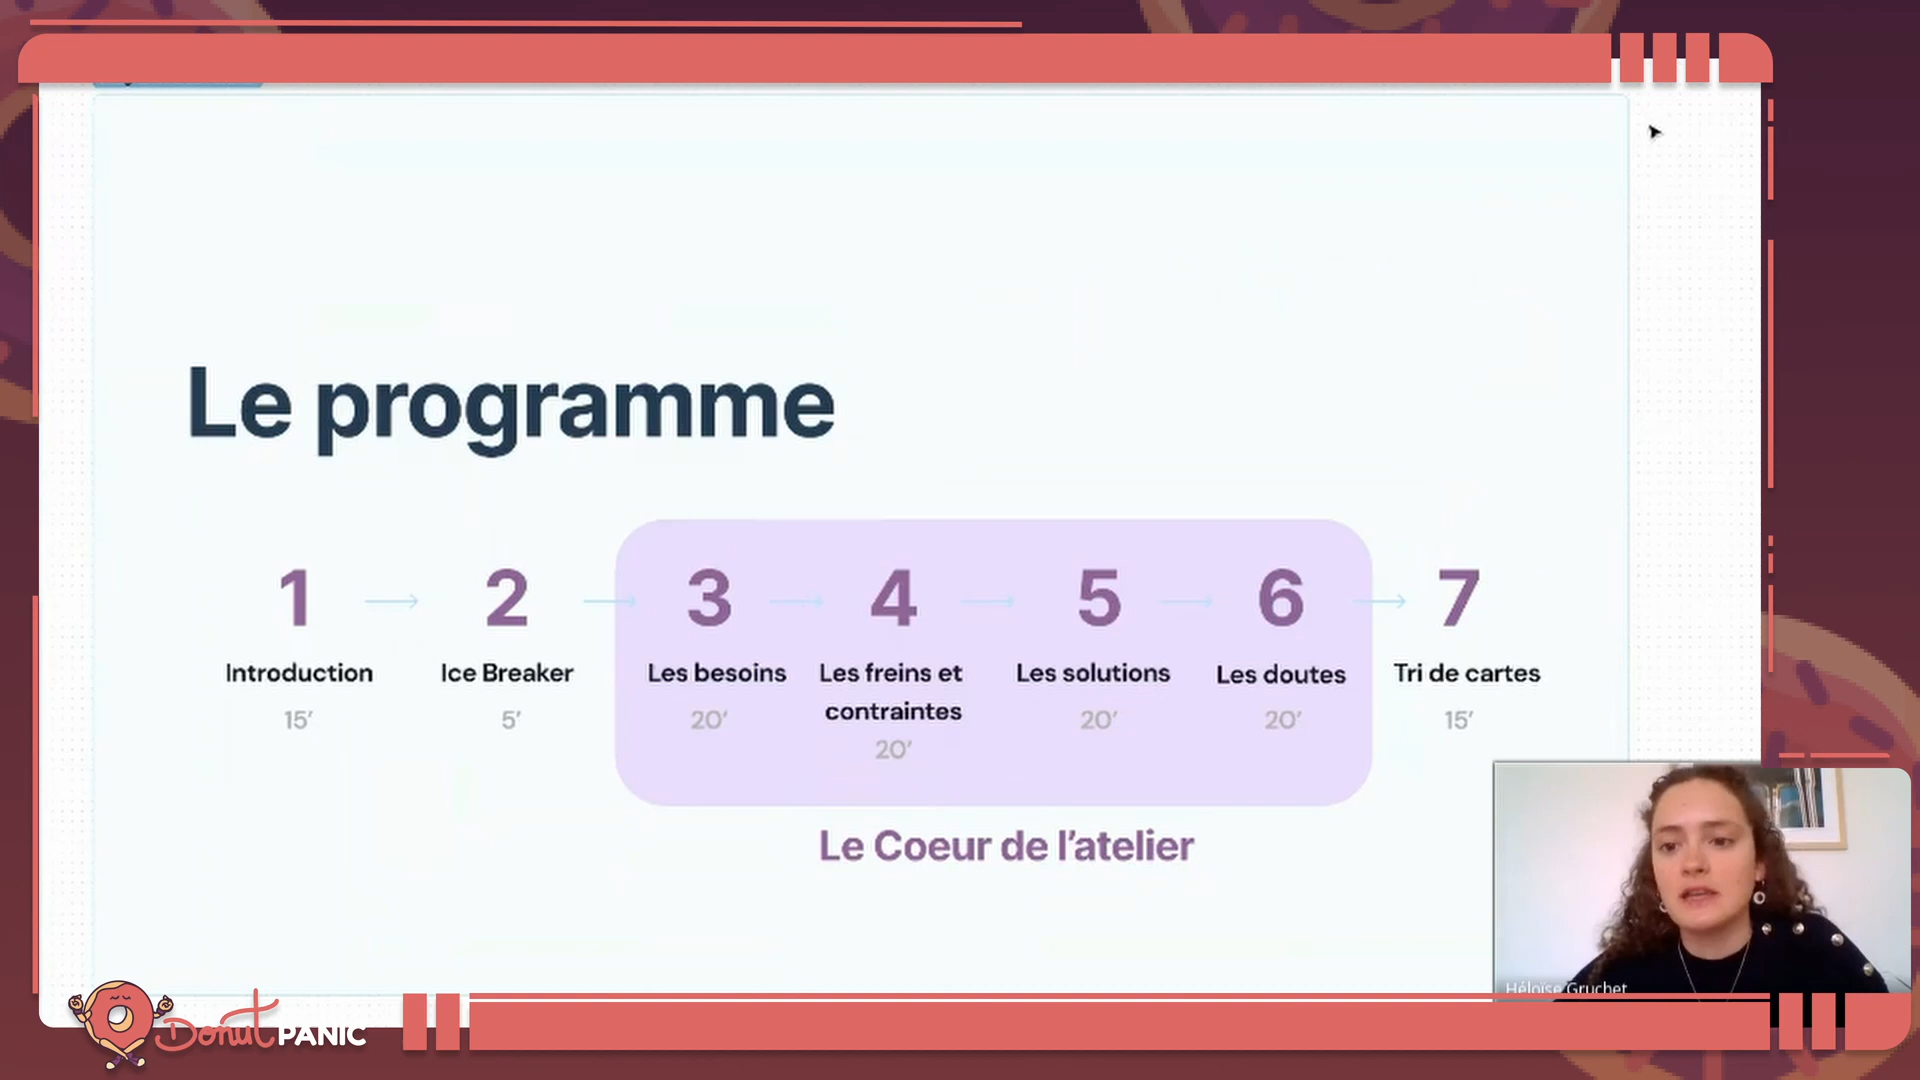 Le programme
1
2
3
4
5
6
7
Introduction
Ice Breaker
Les besoins
Les freins et
contraintes
Les solutions
Les doutes
Tri de cartes
15’
5’
20’
20’
20’
20’
15’
Le Coeur de l’atelier
Héloïse Gruchet
Donut PANIC